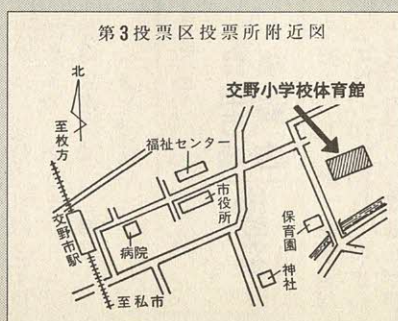 第3投票区投票所附近図
北
交野小学校体育館
至枚方
福祉センター
市役所
交野市駅
病院
保育園
神社
至私市